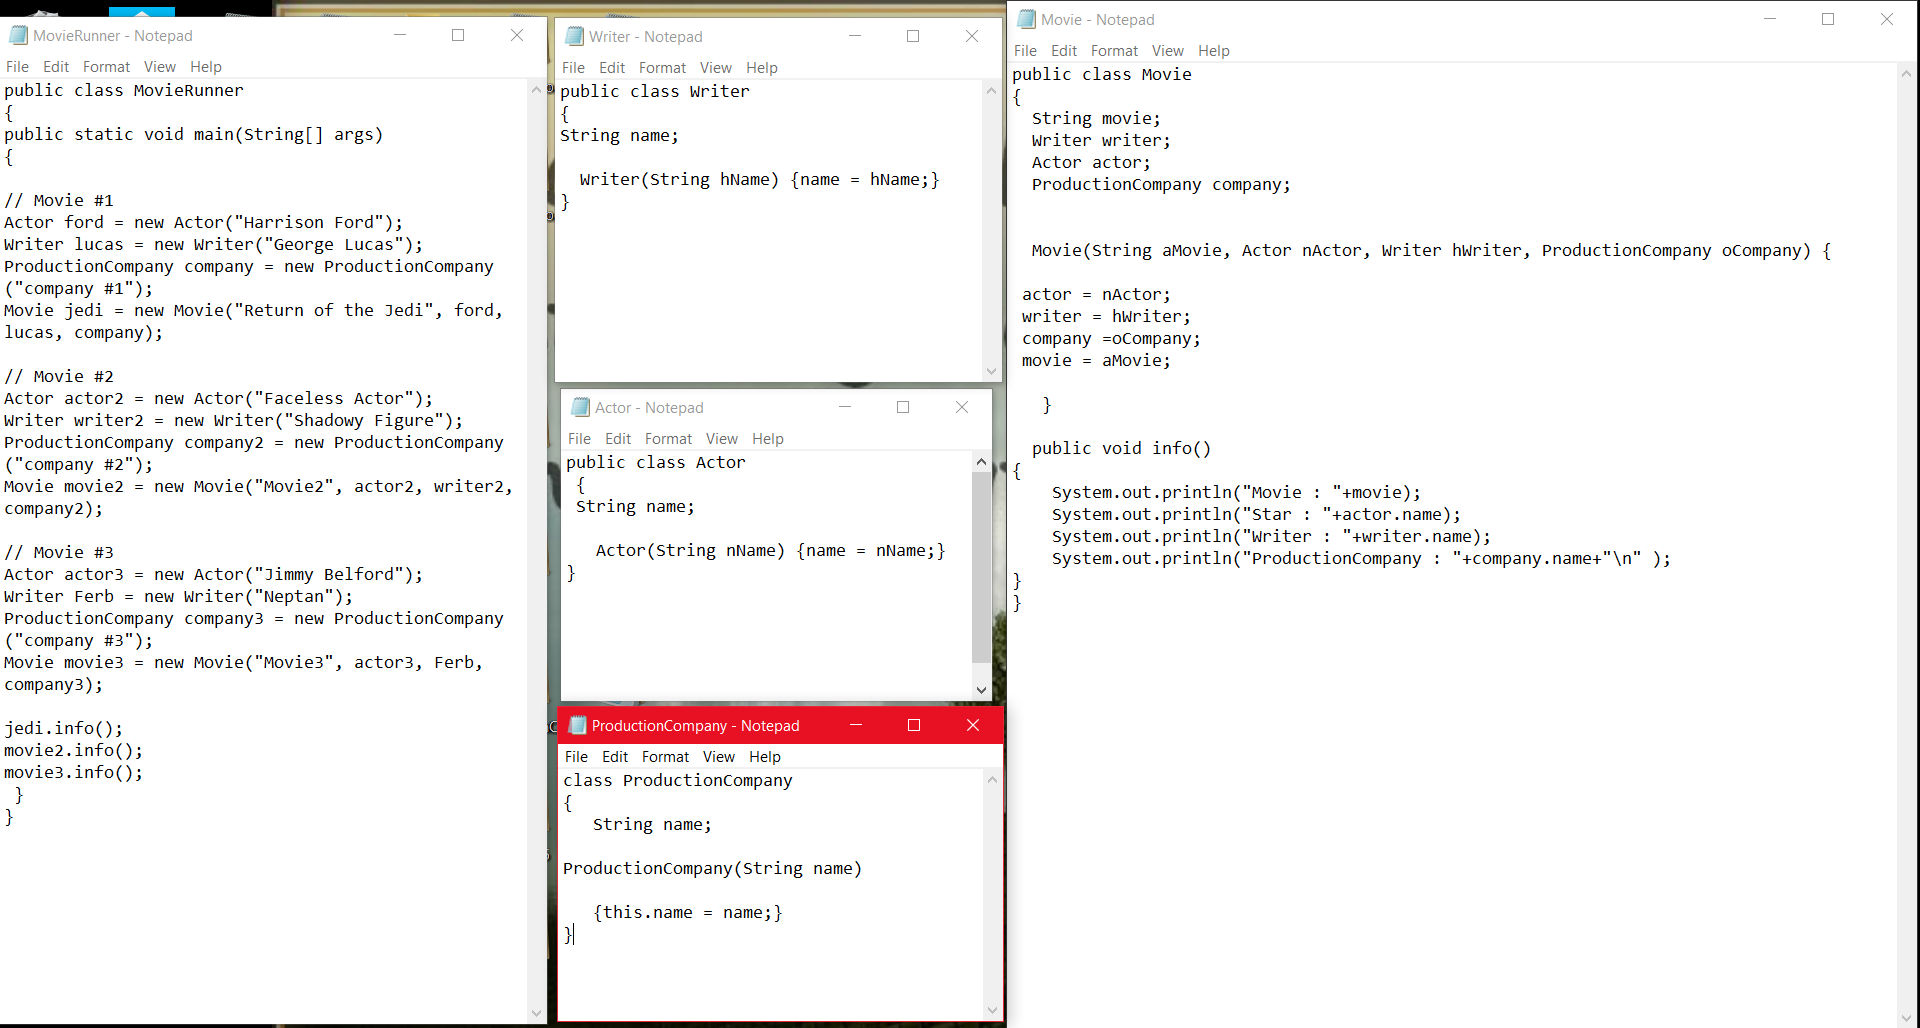 MovieRunner - Notepad
File Edit Format View Help
public class MovieRunner
{
public static void main(String[] args)
{
// Movie #1
Actor ford = new Actor("Harrison Ford");
Writer lucas = new Writer("George Lucas");
ProductionCompany company = new ProductionCompany
("company #1");
Movie jedi = new Movie("Return of the Jedi", ford,
lucas, company);
// Movie #2
Actor actor2 = new Actor("Faceless Actor");
Writer writer2 = new Writer("Shadowy Figure");
ProductionCompany company2 = new ProductionCompany
("company #2");
Movie movie2 = new Movie("Movie2", actor2, writer2,
company2);
// Movie #3
Actor actor3 = new Actor("Jimmy Belford");
Writer Ferb = new Writer("Neptan");
ProductionCompany company3 = new ProductionCompany
("company #3");
Movie movie3 = new Movie("Movie3", actor3, Ferb,
company3);
jedi.info();
movie2.info();
movie3.info();
}
}
Writer - Notepad
File Edit Format View Help
public class Writer
{
String name;
Writer(String hName) {name = hName;}
}
Actor - Notepad
File Edit Format View Help
public class Actor
{
String name;
Actor(String nName) {name = nName;}
}
ProductionCompany - Notepad
File Edit Format View Help
class ProductionCompany
{
String name;
ProductionCompany(String name)
{this.name = name;}
}
Movie - Notepad
File Edit Format View Help
public class Movie
{
String movie;
Writer writer;
Actor actor;
ProductionCompany company;
Movie(String aMovie, Actor nActor, Writer hWriter, ProductionCompany oCompany) {
actor = nActor;
writer = hWriter;
company =oCompany;
movie = aMovie;
}
public void info()
{
System.out.println("Movie : "+movie);
System.out.println("Star : "+actor.name);
System.out.println("Writer : "+writer.name);
System.out.println("ProductionCompany : "+company.name+"\n" );
}
}